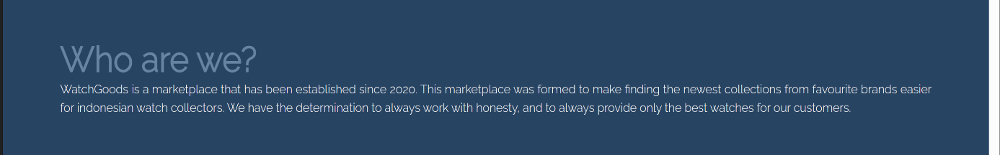 Who are we?
WatchGoods is a marketplace that has been established since 2020. This marketplace was formed to make finding the newest collections from favourite brands easier
for indonesian watch collectors. We have the determination to always work with honesty, and to always provide only the best watches for our customers.